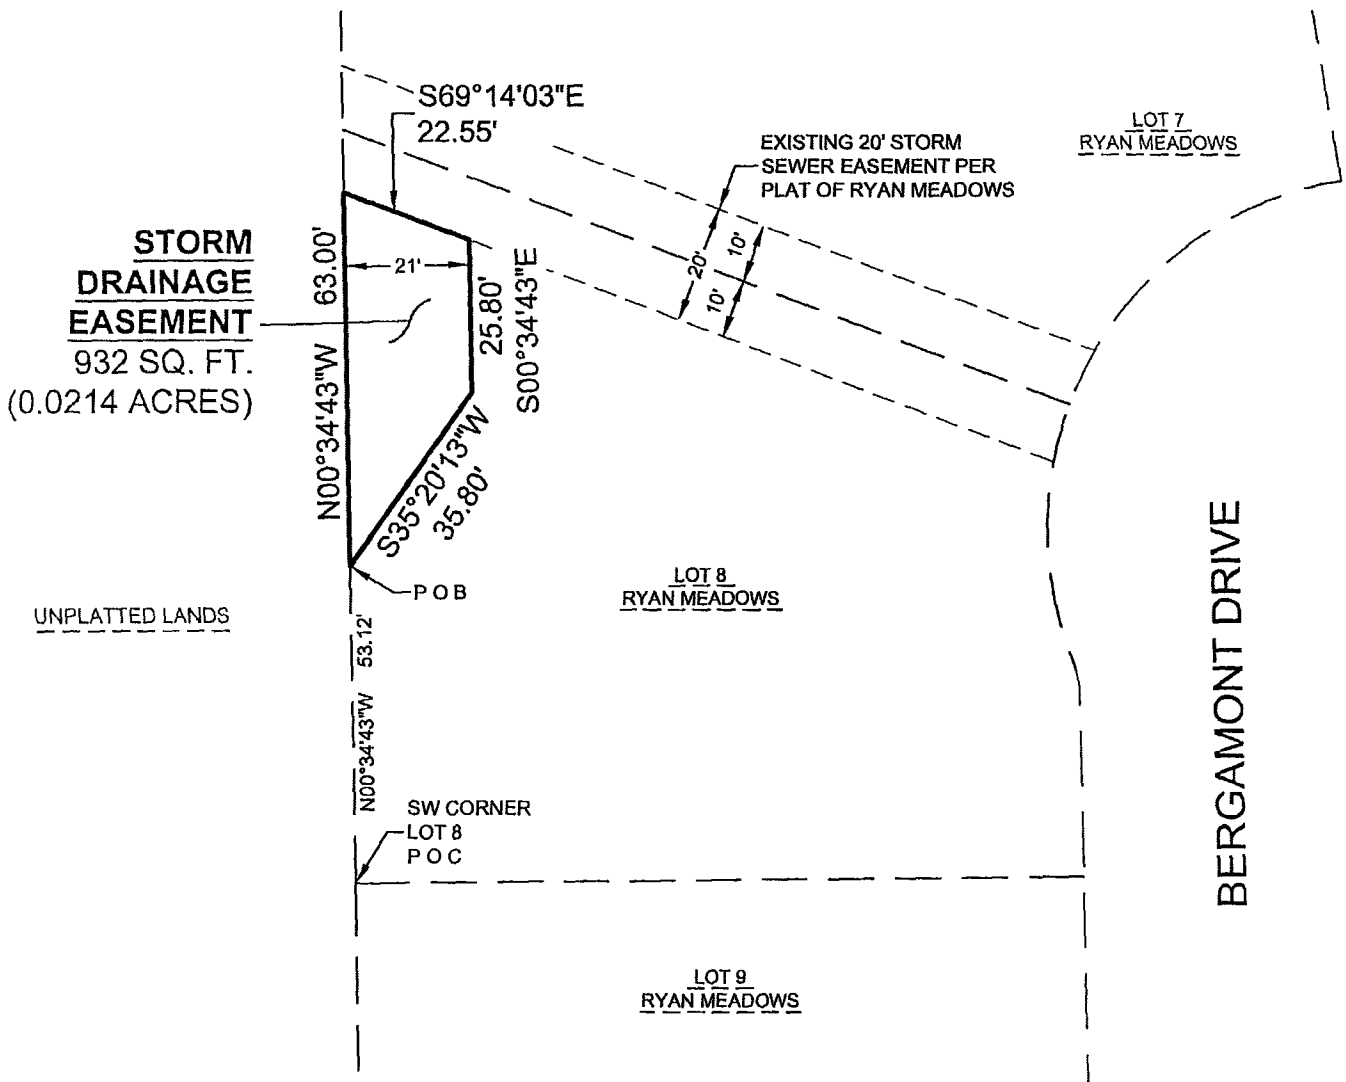 S69°14'03"E
22.55'
LOT 7
RYAN MEADOWS
EXISTING 20' STORM
SEWER EASEMENT PER
PLAT OF RYAN MEADOWS
STORM
DRAINAGE
EASEMENT
932 SQ. FT.
(0.0214 ACRES)
N00°34'43"W 63.00'
21'
25.80'
S00°34'43"E
20'
10'
10'
S35°20'13"W
35.80'
P O B
LOT 8
RYAN MEADOWS
UNPLATTED LANDS
N00°34'43"W 53.12'
BERGAMONT DRIVE
SW CORNER
LOT 8
P O C
LOT 9
RYAN MEADOWS